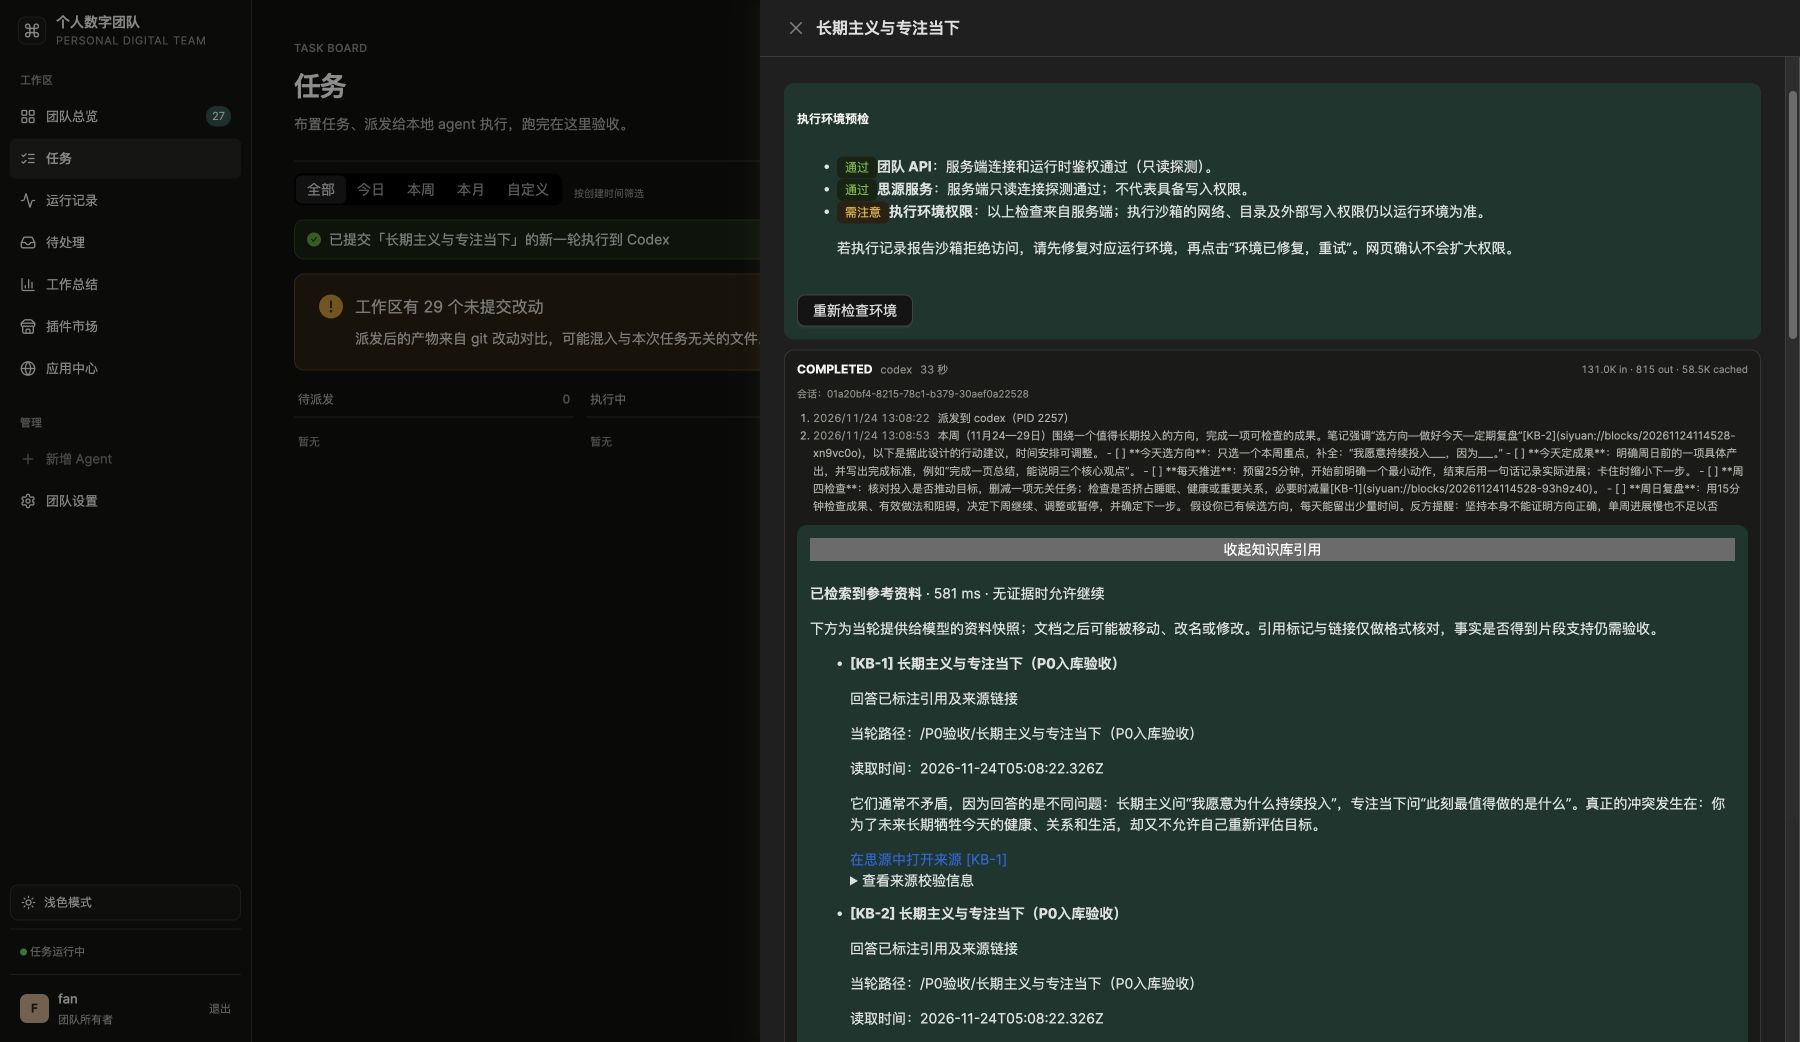 个人数字团队
PERSONAL DIGITAL TEAM
工作区
团队总览 27
任务
运行记录
待处理
工作总结
插件市场
应用中心
管理
新增 Agent
团队设置
浅色模式
任务运行中
F
fan
团队所有者
退出
TASK BOARD
任务
布置任务、派发给本地 agent 执行，跑完在这里验收。
全部 今日 本周 本月 自定义 按创建时间筛选
已提交「长期主义与专注当下」的新一轮执行到 Codex
工作区有 29 个未提交改动
派发后的产物来自 git 改动对比，可能混入与本次任务无关的文件.
待派发 0 执行中
暂无 暂无
长期主义与专注当下
执行环境预检
• 通过 团队 API：服务端连接和运行时鉴权通过（只读探测）。
• 通过 思源服务：服务端只读连接探测通过；不代表具备写入权限。
• 需注意 执行环境权限：以上检查来自服务端；执行沙箱的网络、目录及外部写入权限仍以运行环境为准。
若执行记录报告沙箱拒绝访问，请先修复对应运行环境，再点击“环境已修复，重试”。网页确认不会扩大权限。
重新检查环境
COMPLETED codex 33 秒 131.0K in · 815 out · 58.5K cached
会话：01a20bf4-8215-78c1-b379-30aef0a22528
1. 2026/11/24 13:08:22 派发到 codex（PID 2257）
2. 2026/11/24 13:08:53 本周（11月24—29日）围绕一个值得长期投入的方向，完成一项可检查的成果。笔记强调“选方向—做好今天—定期复盘”[KB-2](siyuan://blocks/20261124114528-
xn9vc0o)，以下是据此设计的行动建议，时间安排可调整。 - [ ] **今天选方向**：只选一个本周重点，补全：“我愿意持续投入___，因为___。” - [ ] **今天定成果**：明确周日前的一项具体产
出，并写出完成标准，例如“完成一页总结，能说明三个核心观点”。 - [ ] **每天推进**：预留25分钟，开始前明确一个最小动作，结束后用一句话记录实际进展；卡住时缩小下一步。 - [ ] **周
四检查**：核对投入是否推动目标，删减一项无关任务；检查是否挤占睡眠、健康或重要关系，必要时减量[KB-1](siyuan://blocks/20261124114528-93h9z40)。 - [ ] **周日复盘**：用15分
钟检查成果、有效做法和阻碍，决定下周继续、调整或暂停，并确定下一步。 假设你已有候选方向，每天能留出少量时间。反方提醒：坚持本身不能证明方向正确，单周进展慢也不足以否
收起知识库引用
已检索到参考资料 · 581 ms · 无证据时允许继续
下方为当轮提供给模型的资料快照；文档之后可能被移动、改名或修改。引用标记与链接仅做格式核对，事实是否得到片段支持仍需验收。
• [KB-1] 长期主义与专注当下（P0入库验收）
回答已标注引用及来源链接
当轮路径：/P0验收/长期主义与专注当下（P0入库验收）
读取时间：2026-11-24T05:08:22.326Z
它们通常不矛盾，因为回答的是不同问题：长期主义问“我愿意为什么持续投入”，专注当下问“此刻最值得做的是什么”。真正的冲突发生在：你
为了未来长期牺牲今天的健康、关系和生活，却又不允许自己重新评估目标。
在思源中打开来源 [KB-1]
▶ 查看来源校验信息
• [KB-2] 长期主义与专注当下（P0入库验收）
回答已标注引用及来源链接
当轮路径：/P0验收/长期主义与专注当下（P0入库验收）
读取时间：2026-11-24T05:08:22.326Z